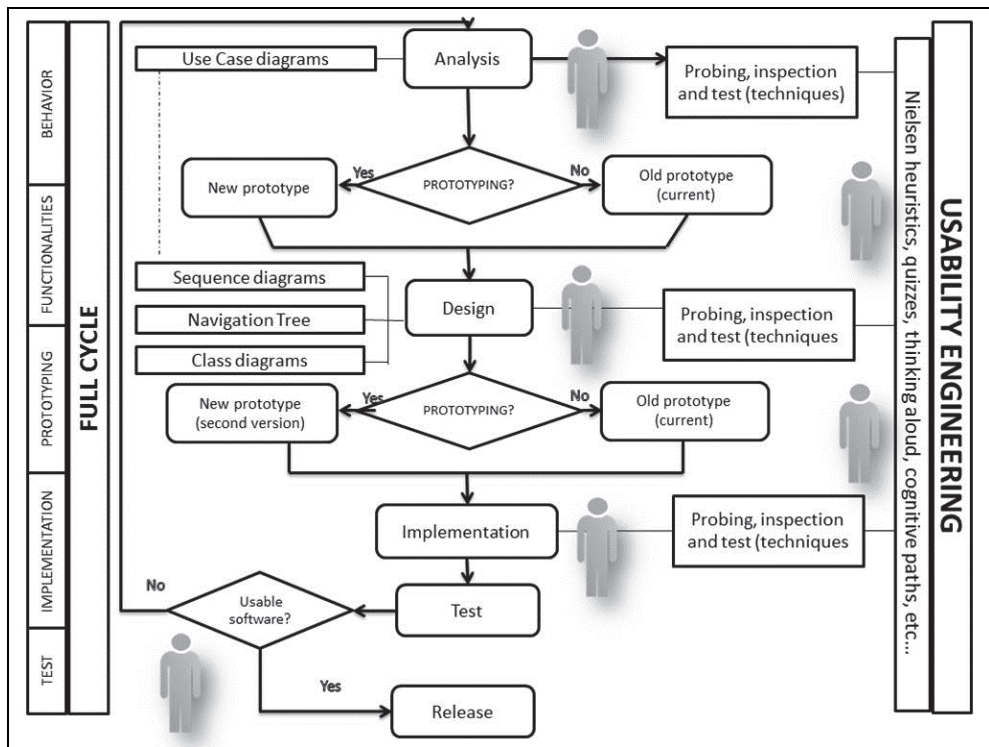 Analysis
Use Case diagrams
Probing, inspection
and test (techniques)
Yes
PROTOTYPING?
No
New prototype
Old prototype
(current)
Sequence diagrams
Navigation Tree
Class diagrams
Design
Probing, inspection
and test (techniques
Yes
PROTOTYPING?
No
New prototype
(second version)
Old prototype
(current)
Implementation
Probing, inspection
and test (techniques
No
Usable
software?
Test
Yes
Release
BEHAVIOR
FUNCTIONALITIES
PROTOTYPING
IMPLEMENTATION
TEST
FULL CYCLE
Nielsen heuristics, quizzes, thinking aloud, cognitive paths, etc...
USABILITY ENGINEERING